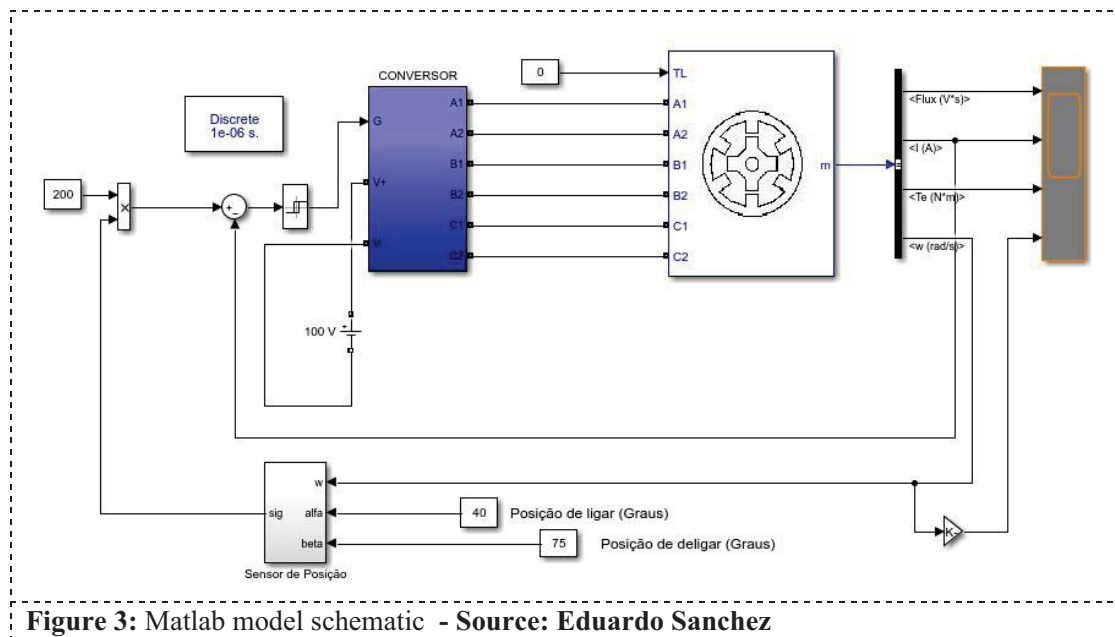 CONVERSOR
0
TL
Discrete
1e-06 s.
G
A1
A1
A2
A2
B1
B1
B2
B2
C1
C1
C2
C2
V+
V-
m
<Flux (V*s)>
<I (A)>
<Te (N*m)>
<w (rad/s)>
200
×
+
-
100 V
+
w
sig
alfa
beta
40
Posição de ligar (Graus)
75
Posição de deligar (Graus)
K-
Sensor de Posição
Figure 3: Matlab model schematic - Source: Eduardo Sanchez